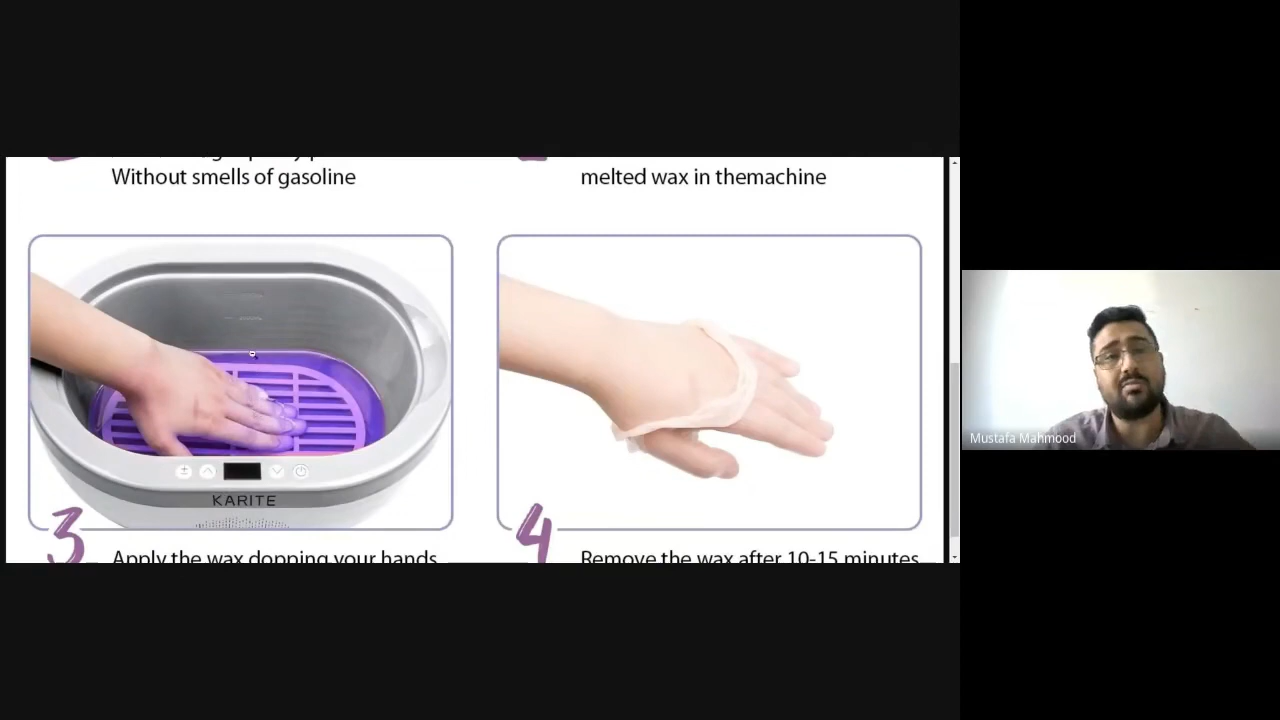 Without smells of gasoline
melted wax in themachine
KARITE
3
Apply the wax dopping your hands
4
Remove the wax after 10-15 minutes
Mustafa Mahmood